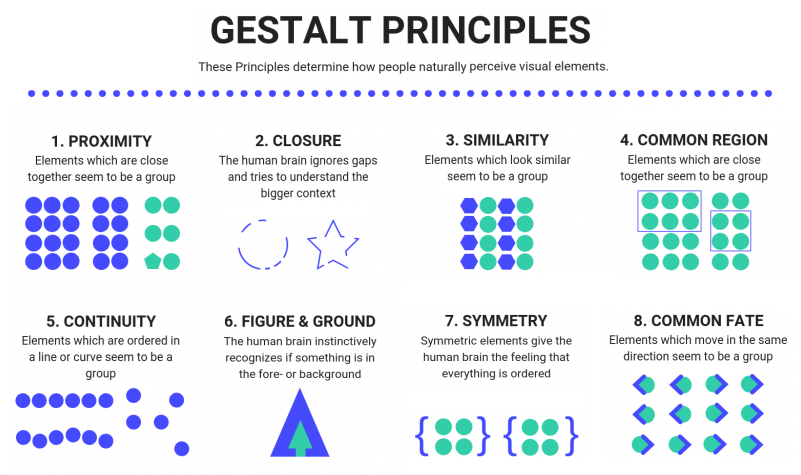 GESTALT PRINCIPLES
These Principles determine how people naturally perceive visual elements.
1. PROXIMITY
Elements which are close
together seem to be a group
2. CLOSURE
The human brain ignores gaps
and tries to understand the
bigger context
3. SIMILARITY
Elements which look similar
seem to be a group
4. COMMON REGION
Elements which are close
together seem to be a group
5. CONTINUITY
Elements which are ordered in
a line or curve seem to be a
group
6. FIGURE & GROUND
The human brain instinctively
recognizes if something is in
the fore- or background
7. SYMMETRY
Symmetric elements give the
human brain the feeling that
everything is ordered
{ } { }
8. COMMON FATE
Elements which move in the same
direction seem to be a group